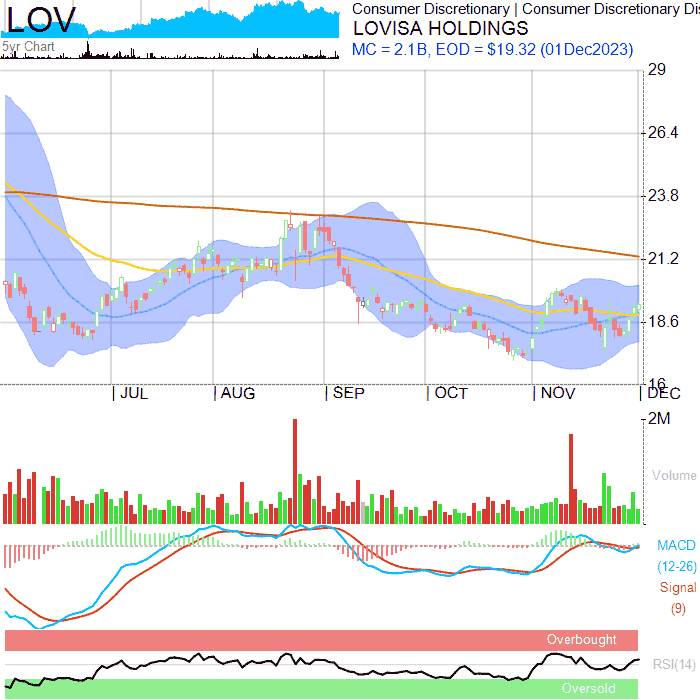 LOV
5yr Chart
Consumer Discretionary | Consumer Discretionary Dis
LOVISA HOLDINGS
MC = 2.1B, EOD = $19.32 (01Dec2023)
29
26.4
23.8
21.2
18.6
16
JUL AUG SEP OCT NOV DEC
2M
Volume
MACD
(12-26)
Signal
(9)
Overbought
RSI(14)
Oversold